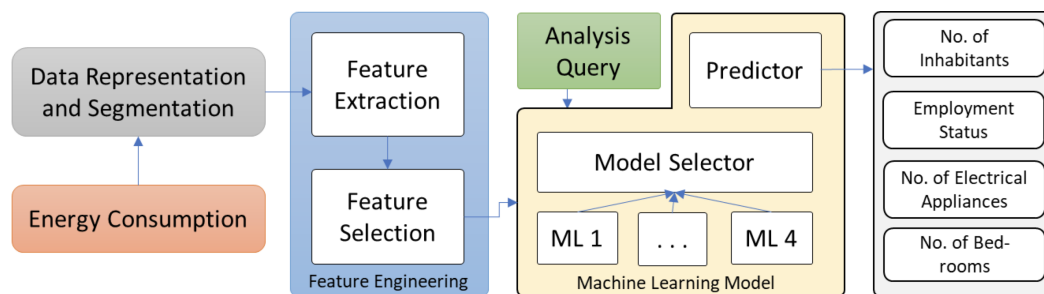 Data Representation
and Segmentation
Energy Consumption
Feature
Extraction
Feature
Selection
Feature Engineering
Analysis
Query
Predictor
Model Selector
ML 1
. . .
ML 4
Machine Learning Model
No. of
Inhabitants
Employment
Status
No. of Electrical
Appliances
No. of Bed-
rooms